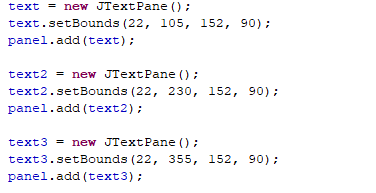 text = new JTextPane();
text.setBounds(22, 105, 152, 90);
panel.add(text);
text2 = new JTextPane();
text2.setBounds(22, 230, 152, 90);
panel.add(text2);
text3 = new JTextPane();
text3.setBounds(22, 355, 152, 90);
panel.add(text3);